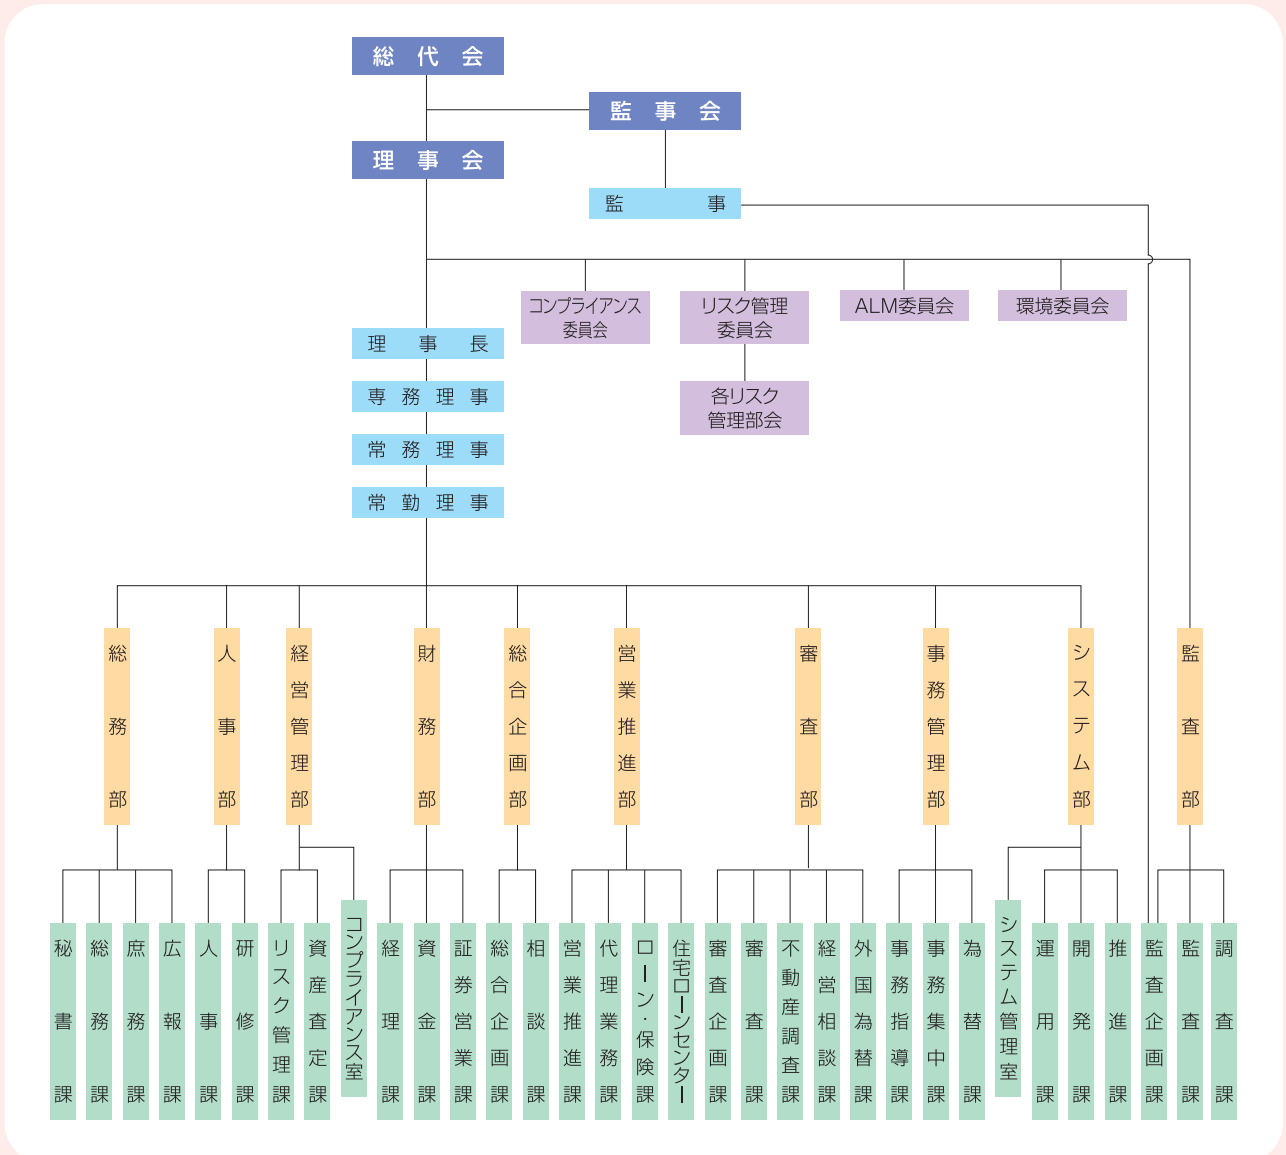 総代会
監事会
理事会
監事
コンプライアンス
委員会
リスク管理
委員会
ALM委員会
環境委員会
理事長
専務理事
各リスク
管理部会
常務理事
常勤理事
総務部
人事部
経営管理部
財務部
総合企画部
営業推進部
審査部
事務管理部
システム部
監査部
秘書課
総務課
庶務課
広報課
人事課
研修課
リスク管理課
資産査定課
コンプライアンス室
経理課
資金課
証券営業課
総合企画課
相談課
営業推進課
代理業務課
ローン・保険課
住宅ローンセンター
審査企画課
審査課
不動産調査課
経営相談課
外国為替課
事務指導課
事務集中課
為替課
システム管理室
運用課
開発課
推進課
監査企画課
監査課
調査課